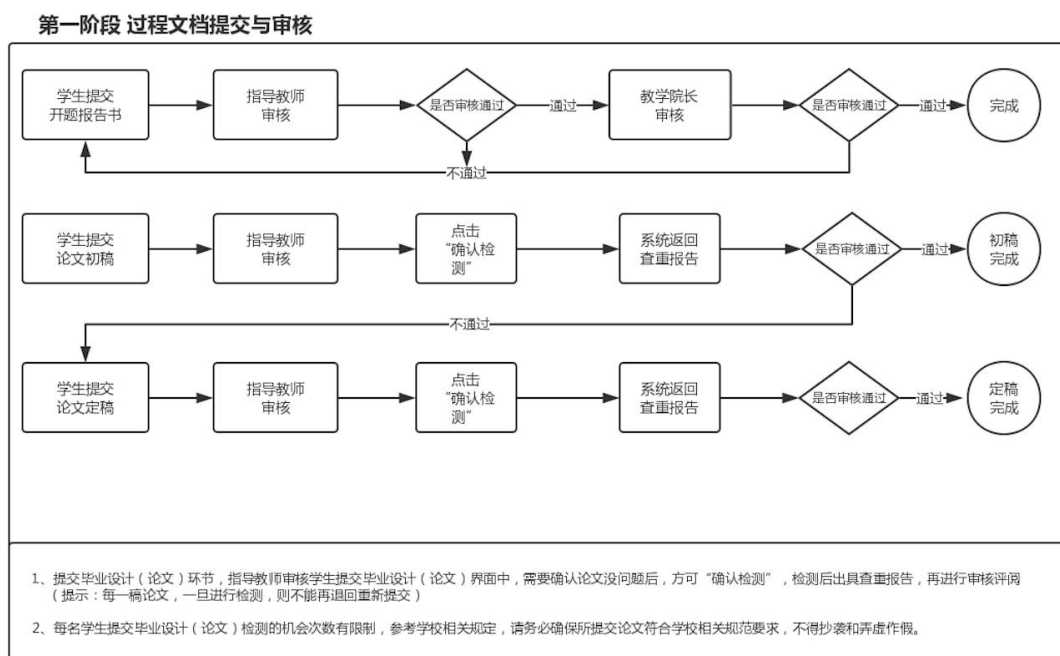 第一阶段 过程文档提交与审核
学生提交
开题报告书
指导教师
审核
是否审核通过
通过
教学院长
审核
是否审核通过
通过
完成
不通过
学生提交
论文初稿
指导教师
审核
点击
“确认检
测”
系统返回
查重报告
是否审核通过
通过
初稿
完成
不通过
学生提交
论文定稿
指导教师
审核
点击
“确认检
测”
系统返回
查重报告
是否审核通过
通过
定稿
完成
1、提交毕业设计（论文）环节，指导教师审核学生提交毕业设计（论文）界面中，需要确认论文没问题后，方可“确认检测”，检测后出具查重报告，再进行审核评阅
（提示：每一稿论文，一旦进行检测，则不能再退回重新提交）
2、每名学生提交毕业设计（论文）检测的机会次数有限制，参考学校相关规定，请务必确保所提交论文符合学校相关规范要求，不得抄袭和弄虚作假。